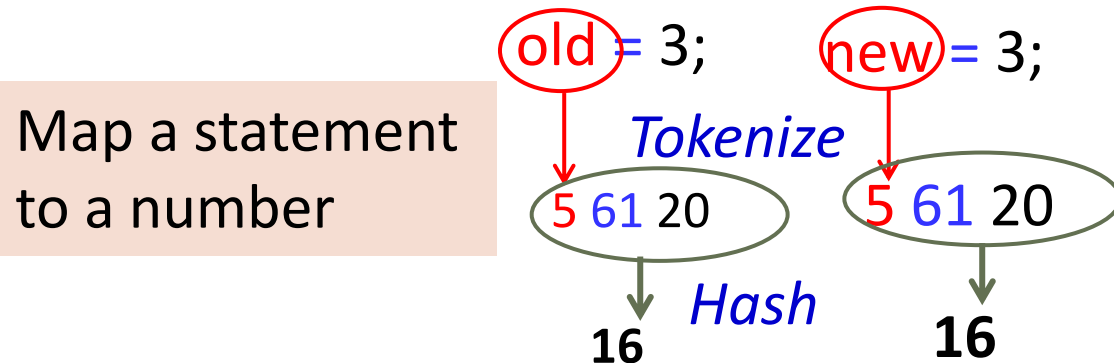 old = 3; new = 3;
Map a statement
to a number
Tokenize
5 61 20 5 61 20
Hash
16 16